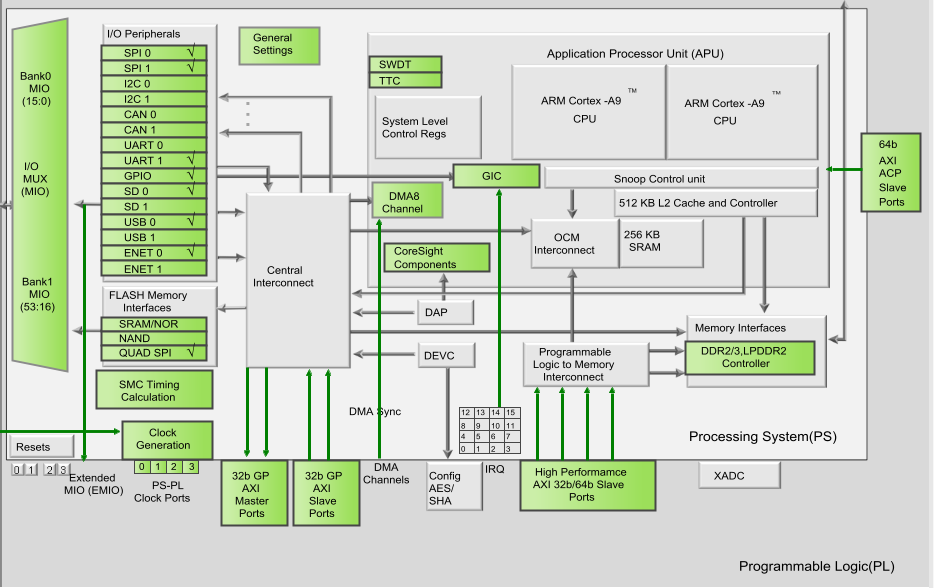 I/O Peripherals
SPI 0 √
SPI 1 √
I2C 0
I2C 1
CAN 0
CAN 1
UART 0
UART 1 √
GPIO √
SD 0 √
SD 1
USB 0 √
USB 1
ENET 0 √
ENET 1
FLASH Memory
Interfaces
SRAM/NOR
NAND
QUAD SPI √
SMC Timing
Calculation
Bank0
MIO
(15:0)
I/O
MUX
(MIO)
Bank1
MIO
(53:16)
General
Settings
Application Processor Unit (APU)
SWDT
TTC
System Level
Control Regs
ARM Cortex -A9 ™
CPU
ARM Cortex -A9 ™
CPU
GIC
Snoop Control unit
512 KB L2 Cache and Controller
DMA8
Channel
OCM
Interconnect
256 KB
SRAM
CoreSight
Components
Central
Interconnect
DAP
DEVC
Programmable
Logic to Memory
Interconnect
Memory Interfaces
DDR2/3,LPDDR2
Controller
64b
AXI
ACP
Slave
Ports
DMA Sync
12 13 14 15
8 9 10 11
4 5 6 7
0 1 2 3
IRQ
Processing System(PS)
Resets
0 1 2 3
Clock
Generation
0 1 2 3
Extended
MIO (EMIO)
PS-PL
Clock Ports
32b GP
AXI
Master
Ports
32b GP
AXI
Slave
Ports
DMA
Channels
Config
AES/
SHA
High Performamce
AXI 32b/64b Slave
Ports
XADC
Programmable Logic(PL)